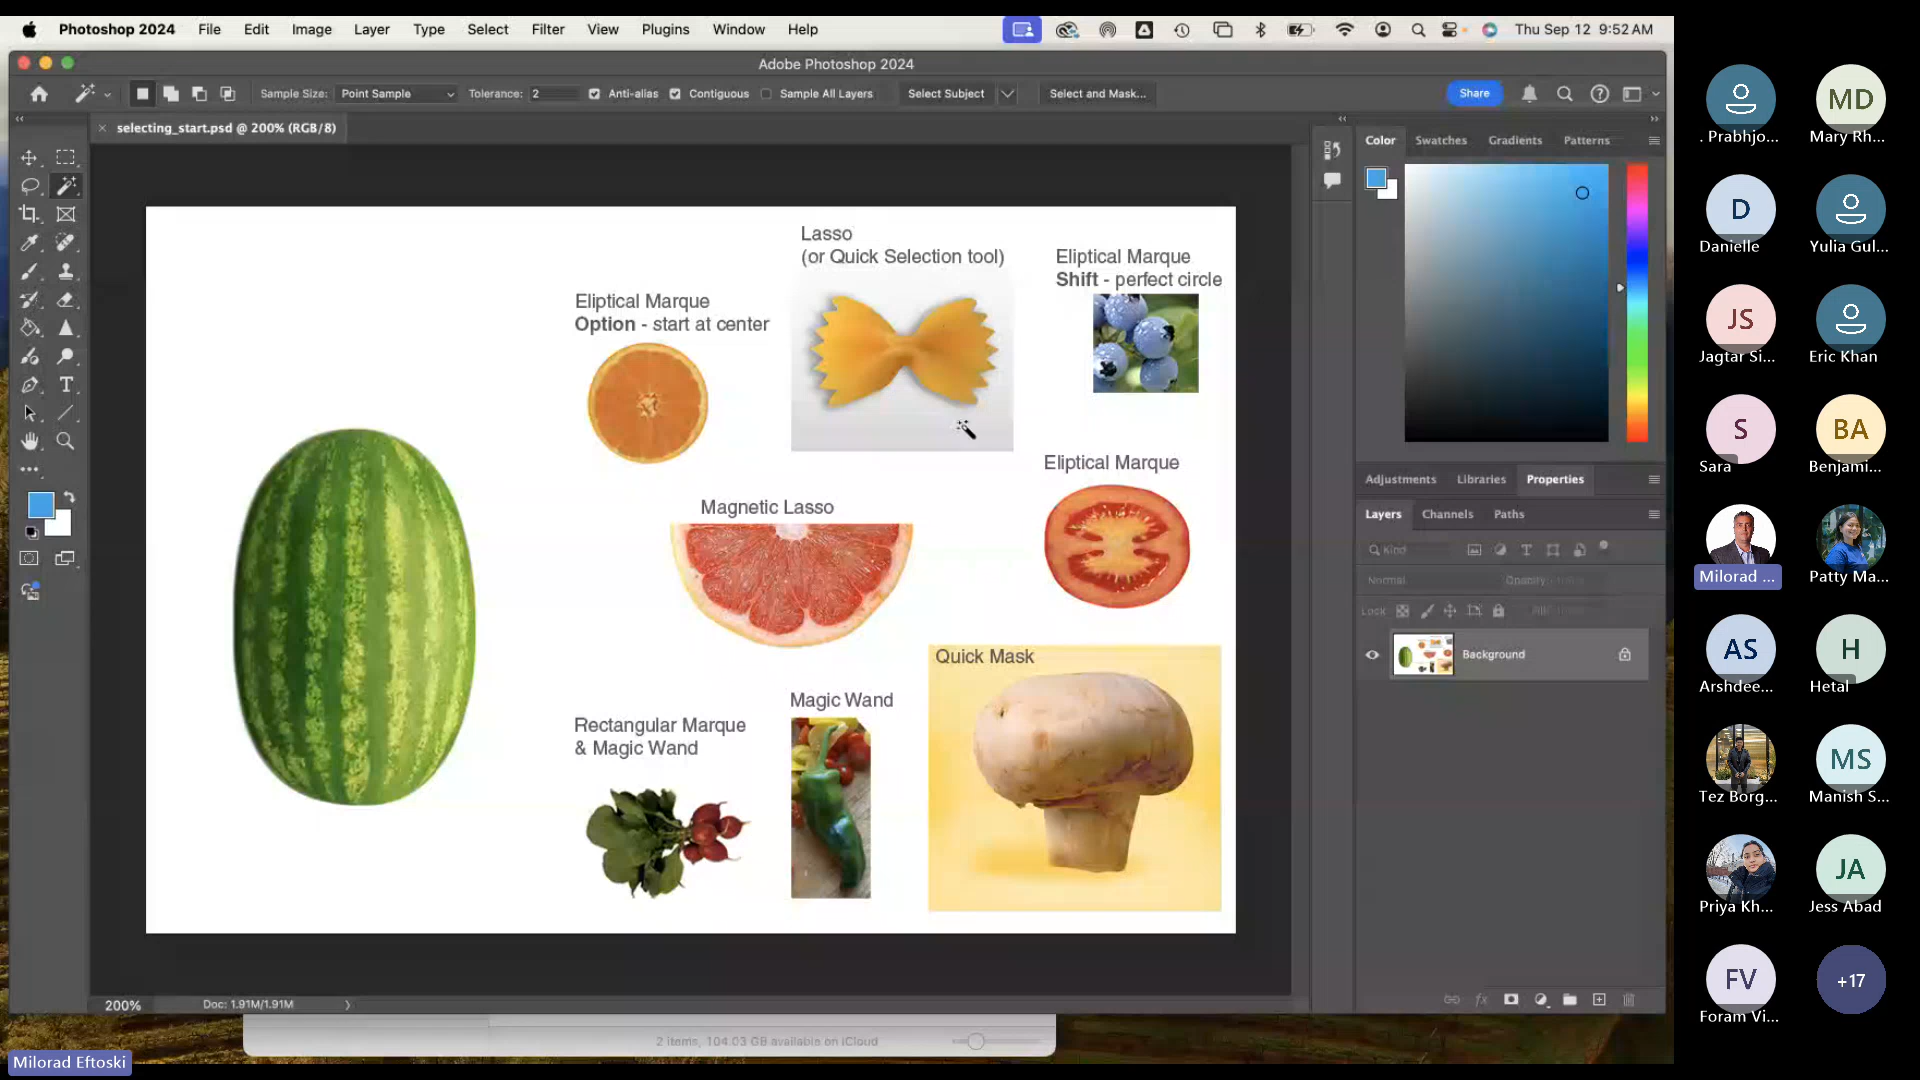 Photoshop 2024 File Edit Image Layer Type Select Filter View Plugins Window Help Thu Sep 12 9:52 AM
Adobe Photoshop 2024
Sample Size: Point Sample Tolerance: 2 Anti-alias Contiguous Sample All Layers Select Subject Select and Mask... Share
selecting_start.psd @ 200% (RGB/8)
Lasso
(or Quick Selection tool)
Eliptical Marque
Shift - perfect circle
Eliptical Marque
Option - start at center
Eliptical Marque
Magnetic Lasso
Quick Mask
Magic Wand
Rectangular Marque
& Magic Wand
200% Doc: 1.91M/1.91M
Color Swatches Gradients Patterns
Adjustments Libraries Properties
Layers Channels Paths
Kind
Normal Opacity:
Lock: Fill:
Background
fx
2 items, 104.03 GB available on iCloud
Milorad Eftoski
. Prabhjo...
MD
Mary Rh...
D
Danielle
Yulia Gul...
JS
Jagtar Si...
Eric Khan
S
Sara
BA
Benjami...
Milorad ...
Patty Ma...
AS
Arshdee...
H
Hetal
Tez Borg...
MS
Manish S...
Priya Kh...
JA
Jess Abad
FV
Foram Vi...
+17